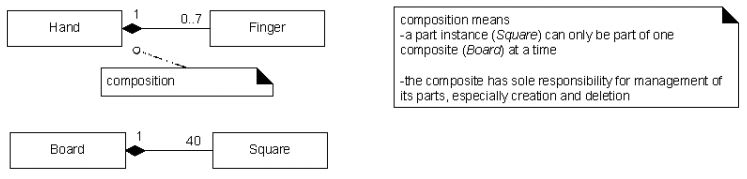 Hand
1
0..7
Finger
composition
Board
1
40
Square
composition means
-a part instance (Square) can only be part of one
composite (Board) at a time
-the composite has sole responsibility for management of
its parts, especially creation and deletion